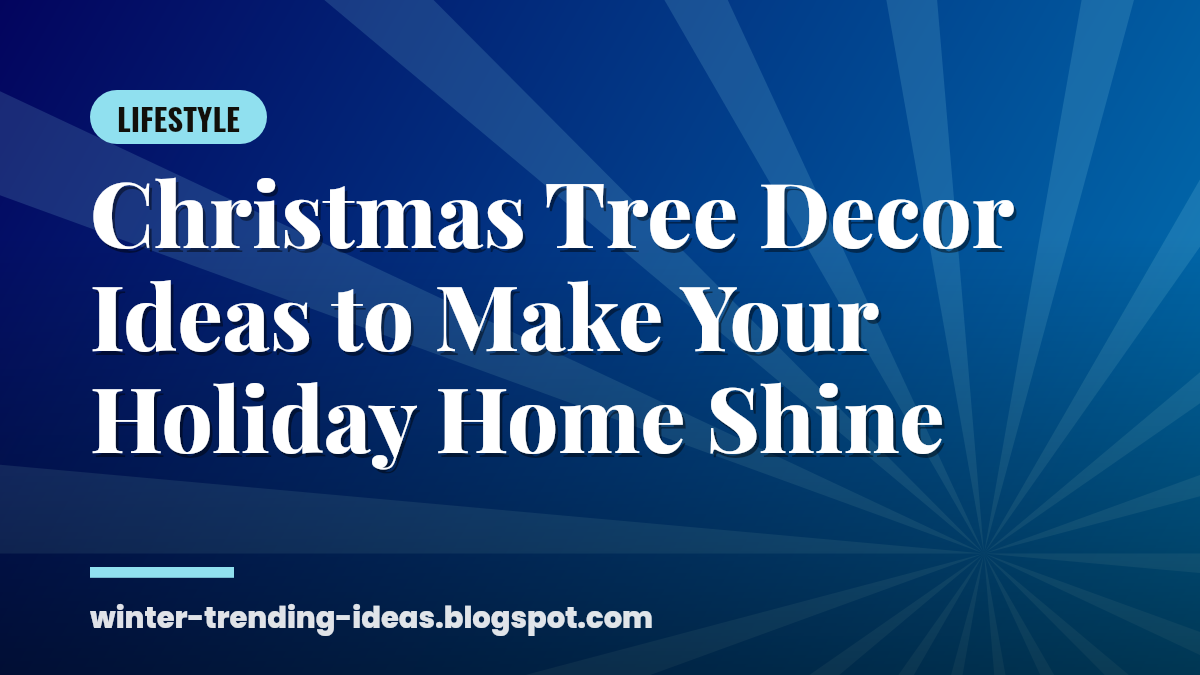 LIFESTYLE
Christmas Tree Decor
Ideas to Make Your
Holiday Home Shine
winter-trending-ideas.blogspot.com